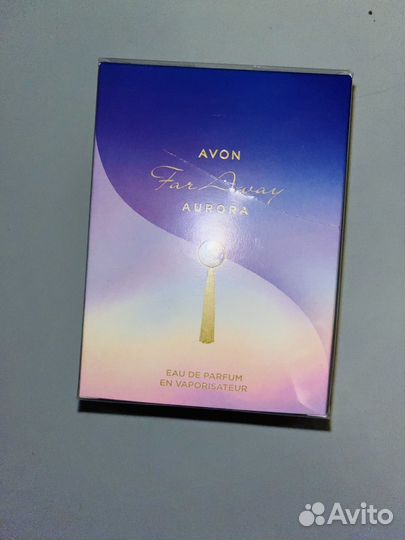 AVON
Far Away
AURORA
EAU DE PARFUM
EN VAPORISATEUR
Avito